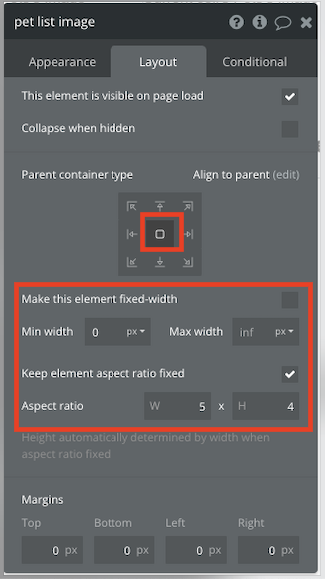 pet list image
Appearance Layout Conditional
This element is visible on page load
Collapse when hidden
Parent container type Align to parent (edit)
Make this element fixed-width
Min width 0 px Max width inf px
Keep element aspect ratio fixed
Aspect ratio W 5 x H 4
Height automatically determined by width when
aspect ratio fixed
Margins
Top Bottom Left Right
0 px 0 px 0 px 0 px